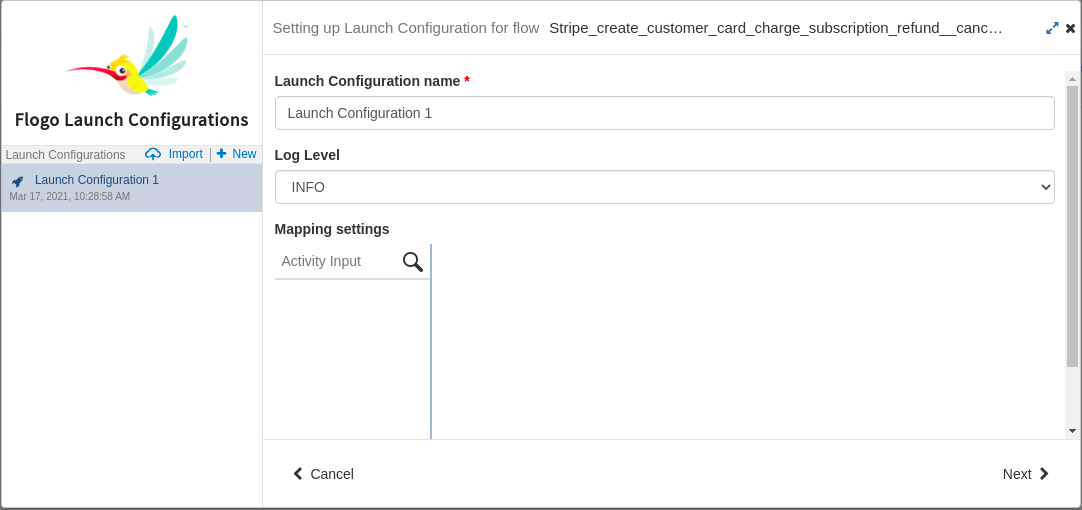 Flogo Launch Configurations
Launch Configurations Import | + New
Launch Configuration 1
Mar 17, 2021, 10:28:58 AM
Setting up Launch Configuration for flow Stripe_create_customer_card_charge_subscription_refund__canc…
Launch Configuration name *
Launch Configuration 1
Log Level
INFO
Mapping settings
Activity Input
Cancel
Next